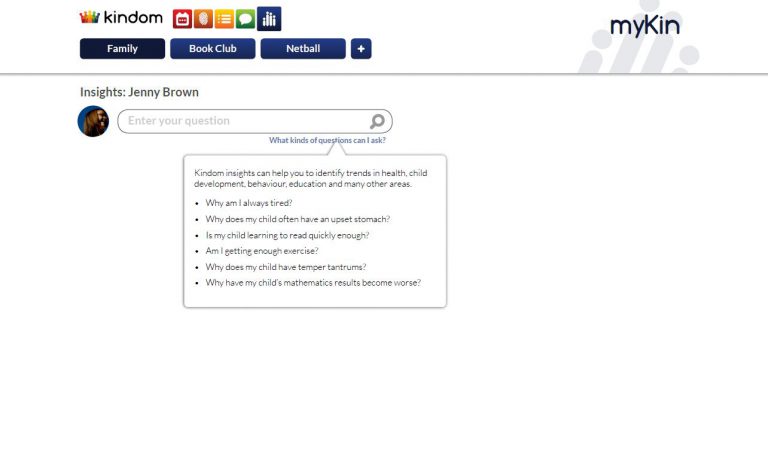 kindom
myKin
Family
Book Club
Netball
+
Insights: Jenny Brown
Enter your question
What kinds of questions can I ask?
Kindom insights can help you to identify trends in health, child
development, behaviour, education and many other areas.
• Why am I always tired?
• Why does my child often have an upset stomach?
• Is my child learning to read quickly enough?
• Am I getting enough exercise?
• Why does my child have temper tantrums?
• Why have my child's mathematics results become worse?